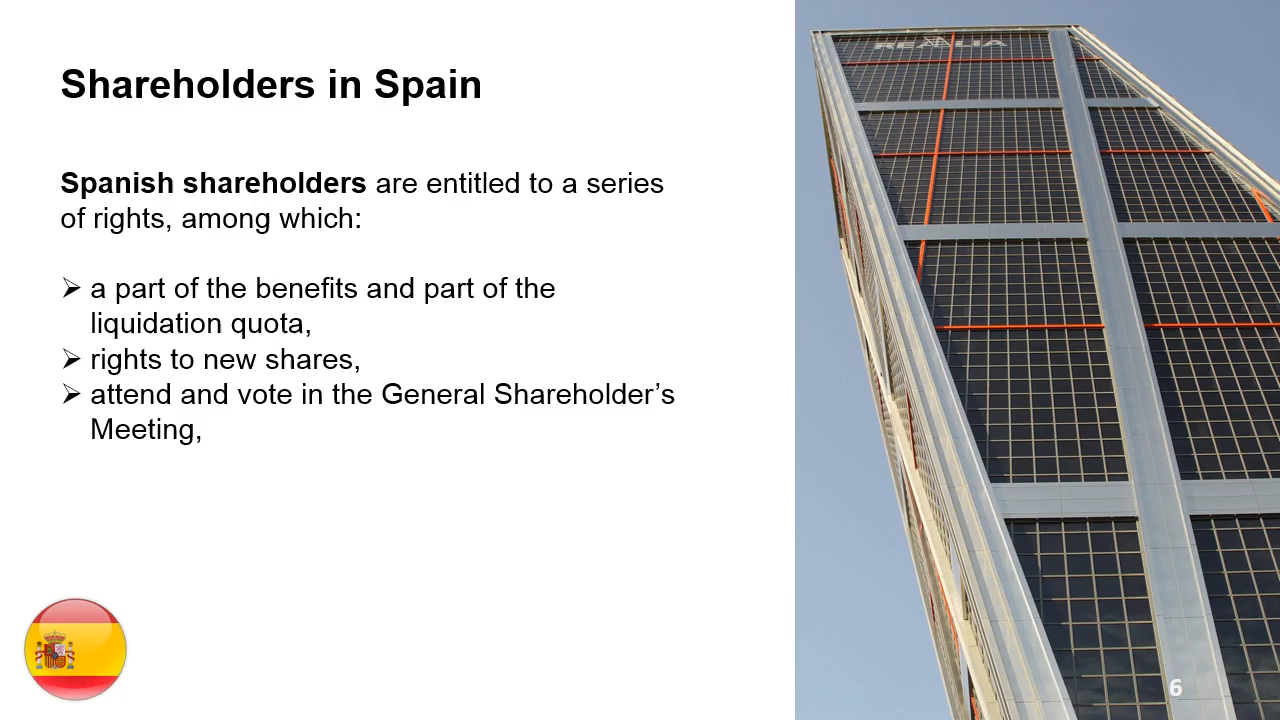 Shareholders in Spain
Spanish shareholders are entitled to a series
of rights, among which:
➢ a part of the benefits and part of the
liquidation quota,
➢ rights to new shares,
➢ attend and vote in the General Shareholder’s
Meeting,
REALIA
6